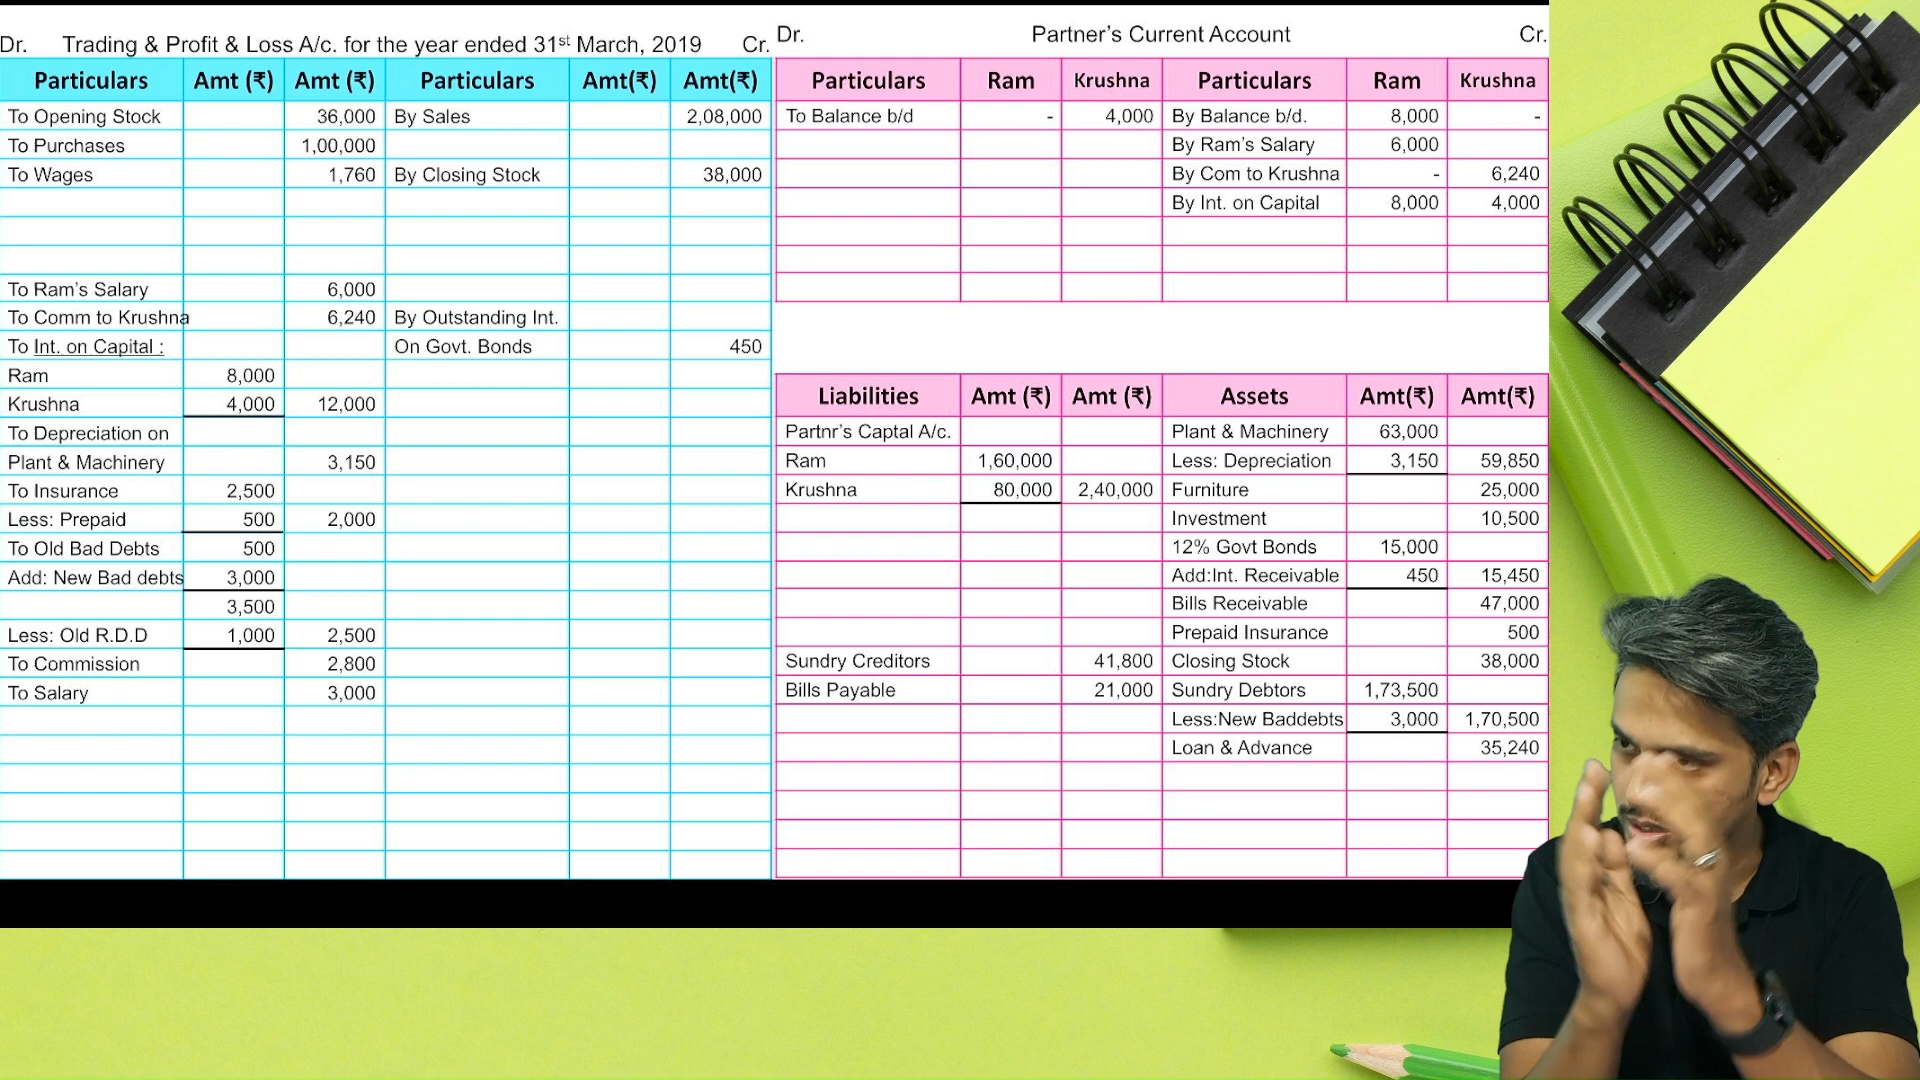 Dr. Trading & Profit & Loss A/c. for the year ended 31st March, 2019 Cr.
Particulars Amt (₹) Amt (₹) Particulars Amt(₹) Amt(₹)
To Opening Stock 36,000 By Sales 2,08,000
To Purchases 1,00,000
To Wages 1,760 By Closing Stock 38,000
To Ram's Salary 6,000
To Comm to Krushna 6,240 By Outstanding Int.
To Int. on Capital : On Govt. Bonds 450
Ram 8,000
Krushna 4,000 12,000
To Depreciation on
Plant & Machinery 3,150
To Insurance 2,500
Less: Prepaid 500 2,000
To Old Bad Debts 500
Add: New Bad debts 3,000
3,500
Less: Old R.D.D 1,000 2,500
To Commission 2,800
To Salary 3,000
Dr. Partner's Current Account Cr.
Particulars Ram Krushna Particulars Ram Krushna
To Balance b/d - 4,000 By Balance b/d. 8,000 -
By Ram's Salary 6,000
By Com to Krushna - 6,240
By Int. on Capital 8,000 4,000
Liabilities Amt (₹) Amt (₹) Assets Amt(₹) Amt(₹)
Partnr's Captal A/c. Plant & Machinery 63,000
Ram 1,60,000 Less: Depreciation 3,150 59,850
Krushna 80,000 2,40,000 Furniture 25,000
Investment 10,500
12% Govt Bonds 15,000
Add:Int. Receivable 450 15,450
Bills Receivable 47,000
Prepaid Insurance 500
Sundry Creditors 41,800 Closing Stock 38,000
Bills Payable 21,000 Sundry Debtors 1,73,500
Less:New Baddebts 3,000 1,70,500
Loan & Advance 35,240